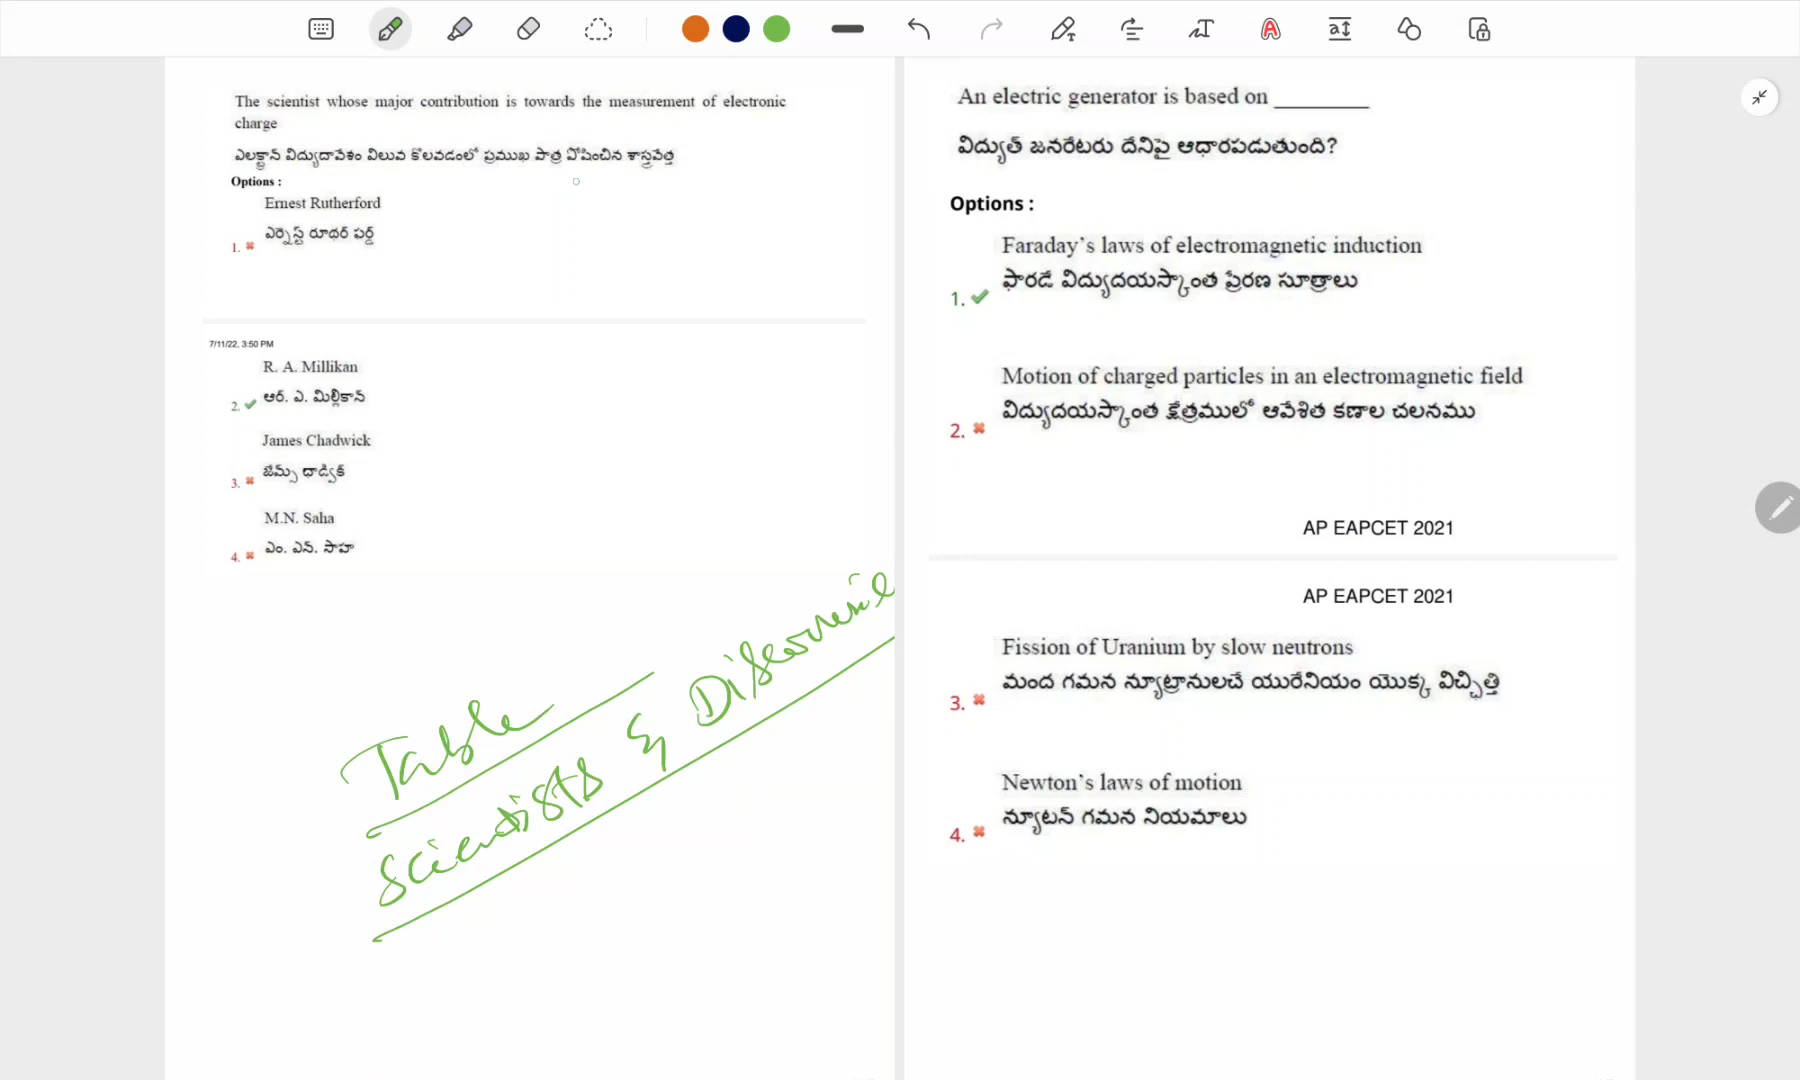 The scientist whose major contribution is towards the measurement of electronic
charge
ఎలక్ట్రాన్ విద్యుదావేశం విలువ కొలవడంలో ప్రముఖ పాత్ర పోషించిన శాస్త్రవేత్త
Options :
Ernest Rutherford
ఎర్నెస్ట్ రూథర్ ఫర్డ్
1.
7/11/22, 3:50 PM
R. A. Millikan
ఆర్. ఎ. మిల్లీకాన్
2.
James Chadwick
జేమ్స్ ఛాడ్విక్
3.
M.N. Saha
ఎం. ఎన్. సాహా
4.
Table
Scientists &
An electric generator is based on ________
విద్యుత్ జనరేటరు దేనిపై ఆధారపడుతుంది?
Options :
Faraday's laws of electromagnetic induction
ఫారడే విద్యుదయస్కాంత ప్రేరణ సూత్రాలు
1.
Motion of charged particles in an electromagnetic field
విద్యుదయస్కాంత క్షేత్రములో ఆవేశిత కణాల చలనము
2.
AP EAPCET 2021
AP EAPCET 2021
Fission of Uranium by slow neutrons
మంద గమన న్యూట్రానులచే యురేనియం యొక్క విచ్ఛిత్తి
3.
Newton's laws of motion
న్యూటన్ గమన నియమాలు
4.